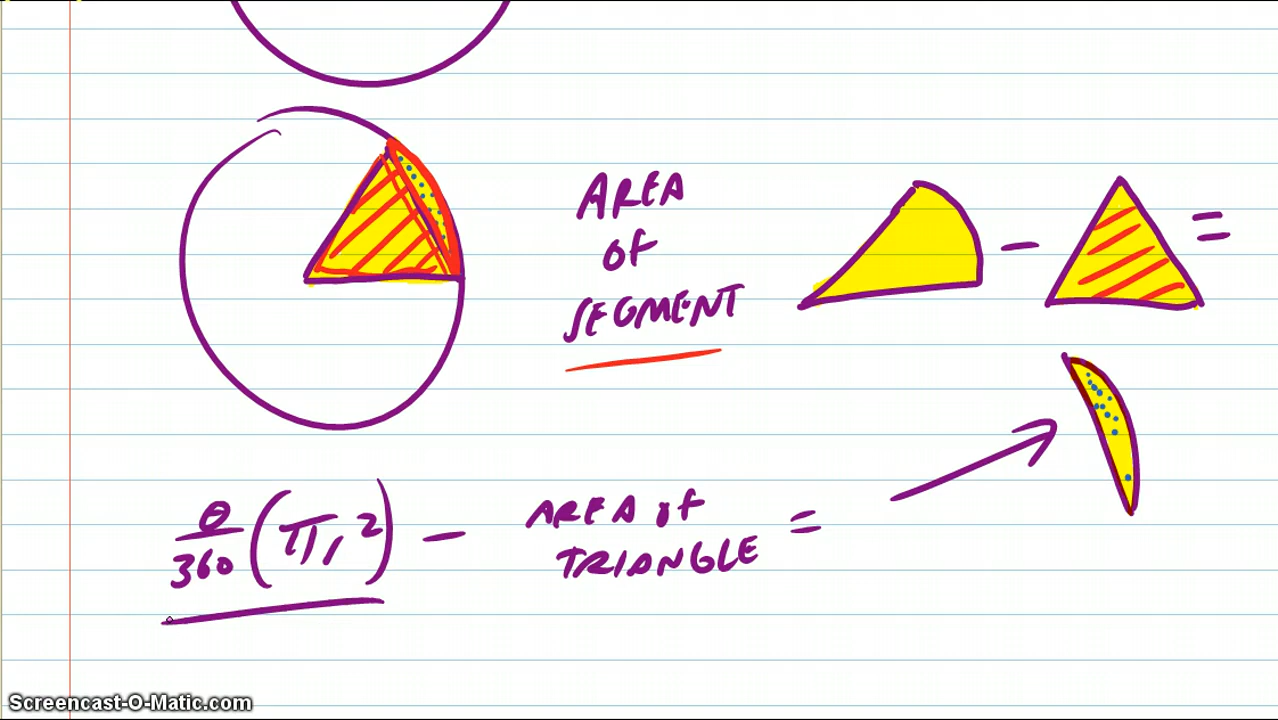 AREA
OF
SEGMENT
− =
θ/360 (πr²) − AREA OF
TRIANGLE =
Screencast-O-Matic.com